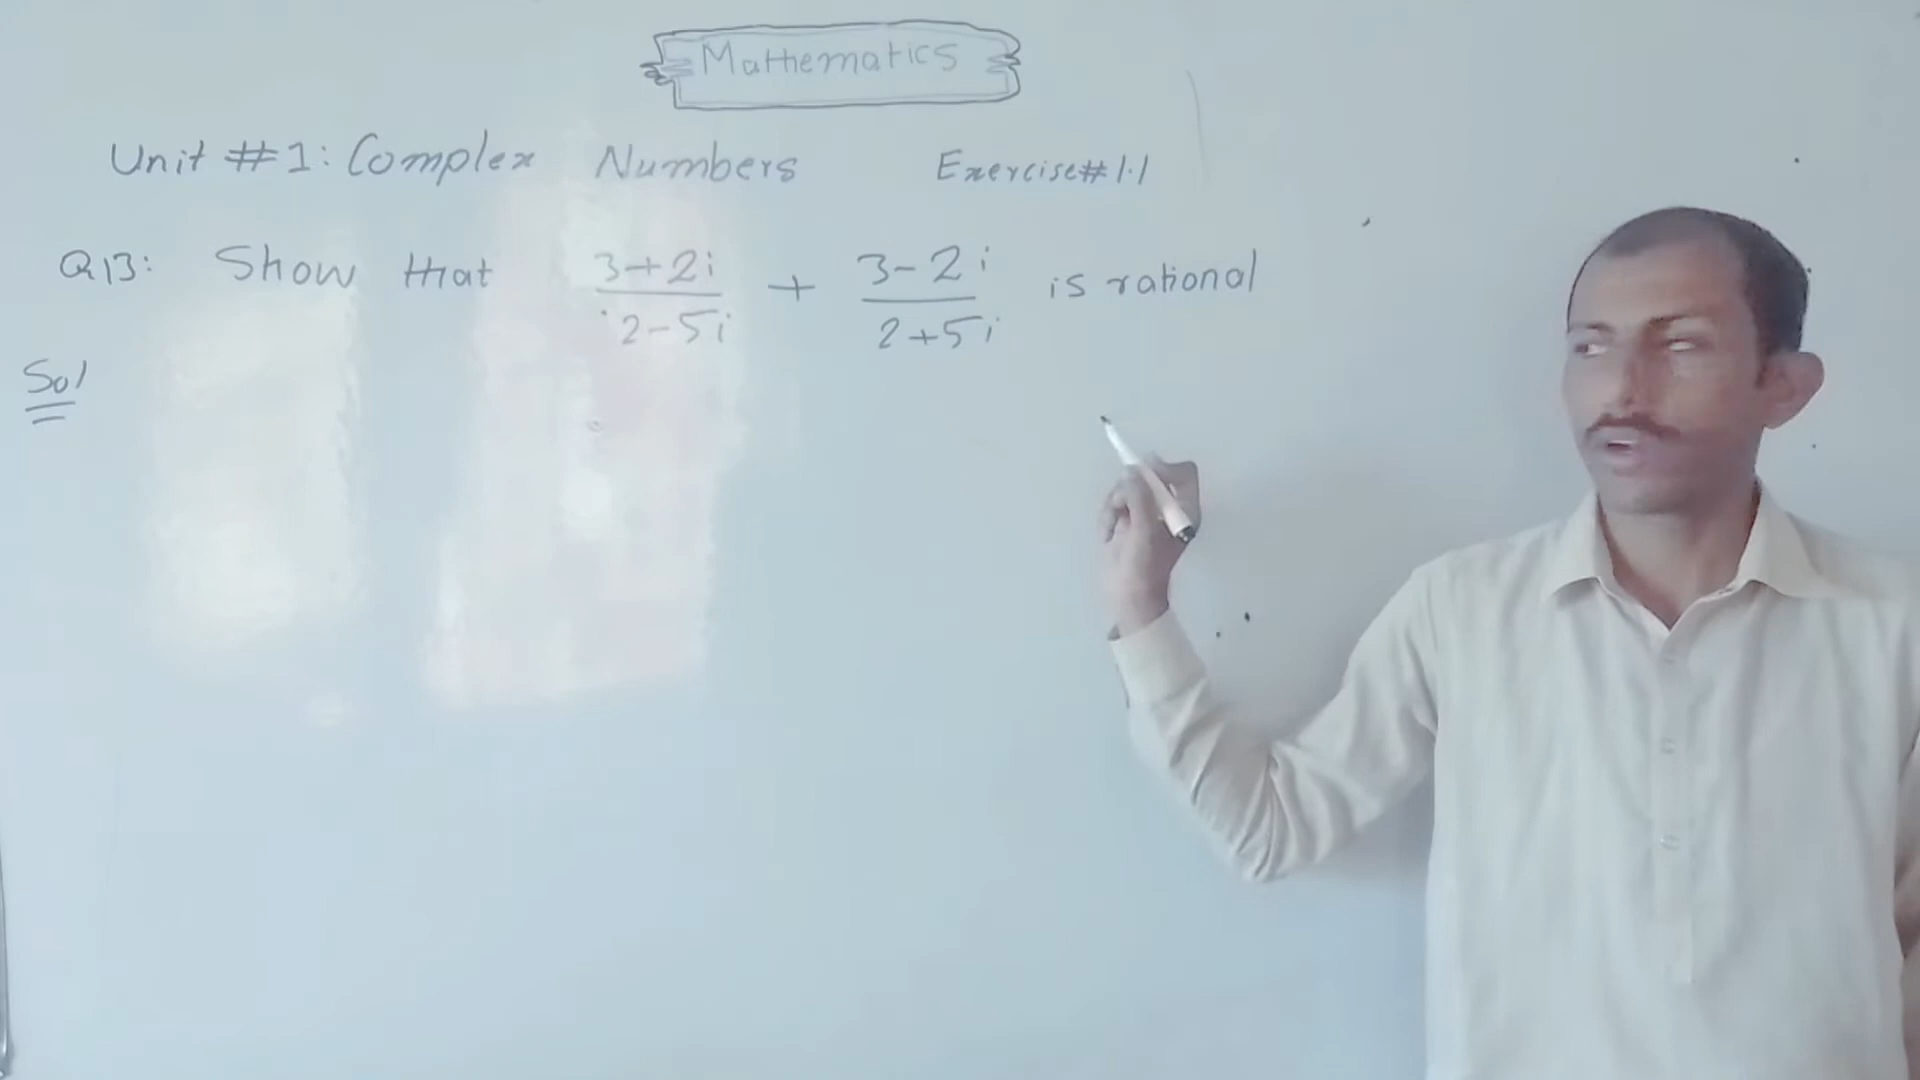 Mathematics
Unit #1: Complex Numbers Exercise#1.1
Q13: Show that 3+2i/2-5i + 3-2i/2+5i is rational
Sol